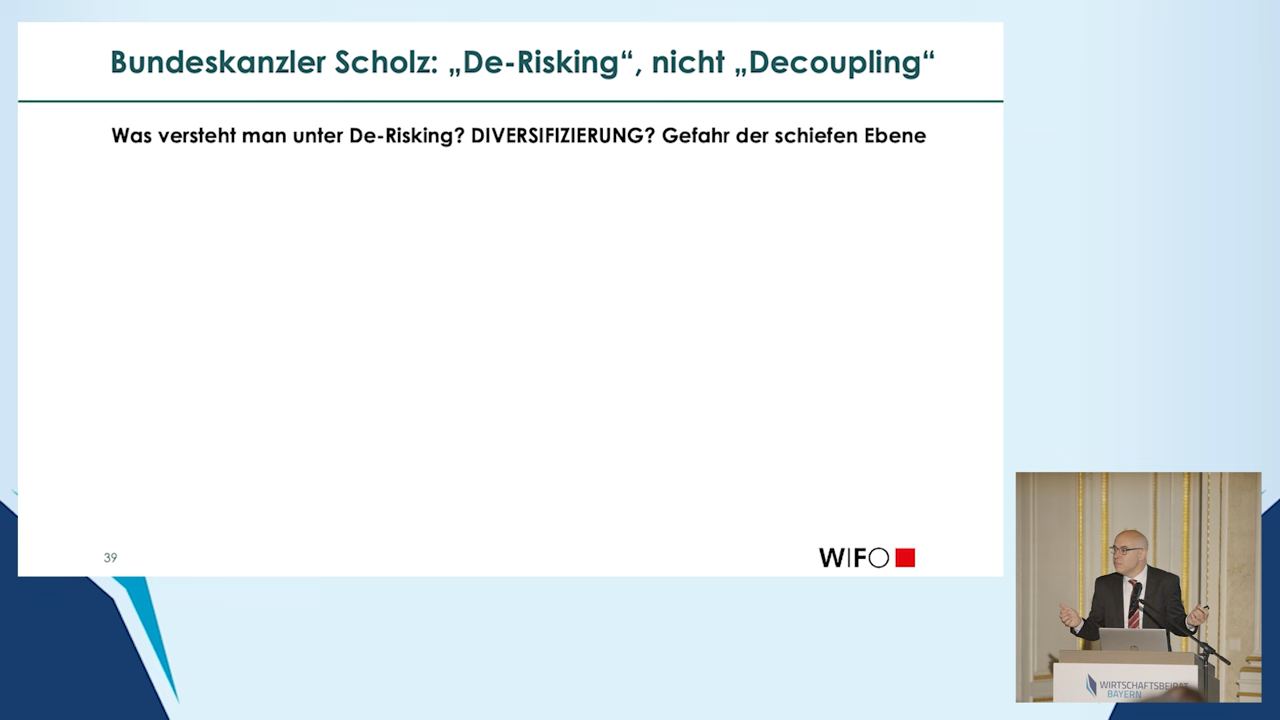 Bundeskanzler Scholz: „De-Risking“, nicht „Decoupling“
Was versteht man unter De-Risking? DIVERSIFIZIERUNG? Gefahr der schiefen Ebene
39
WIFO
WIRTSCHAFTSBEIRAT
BAYERN